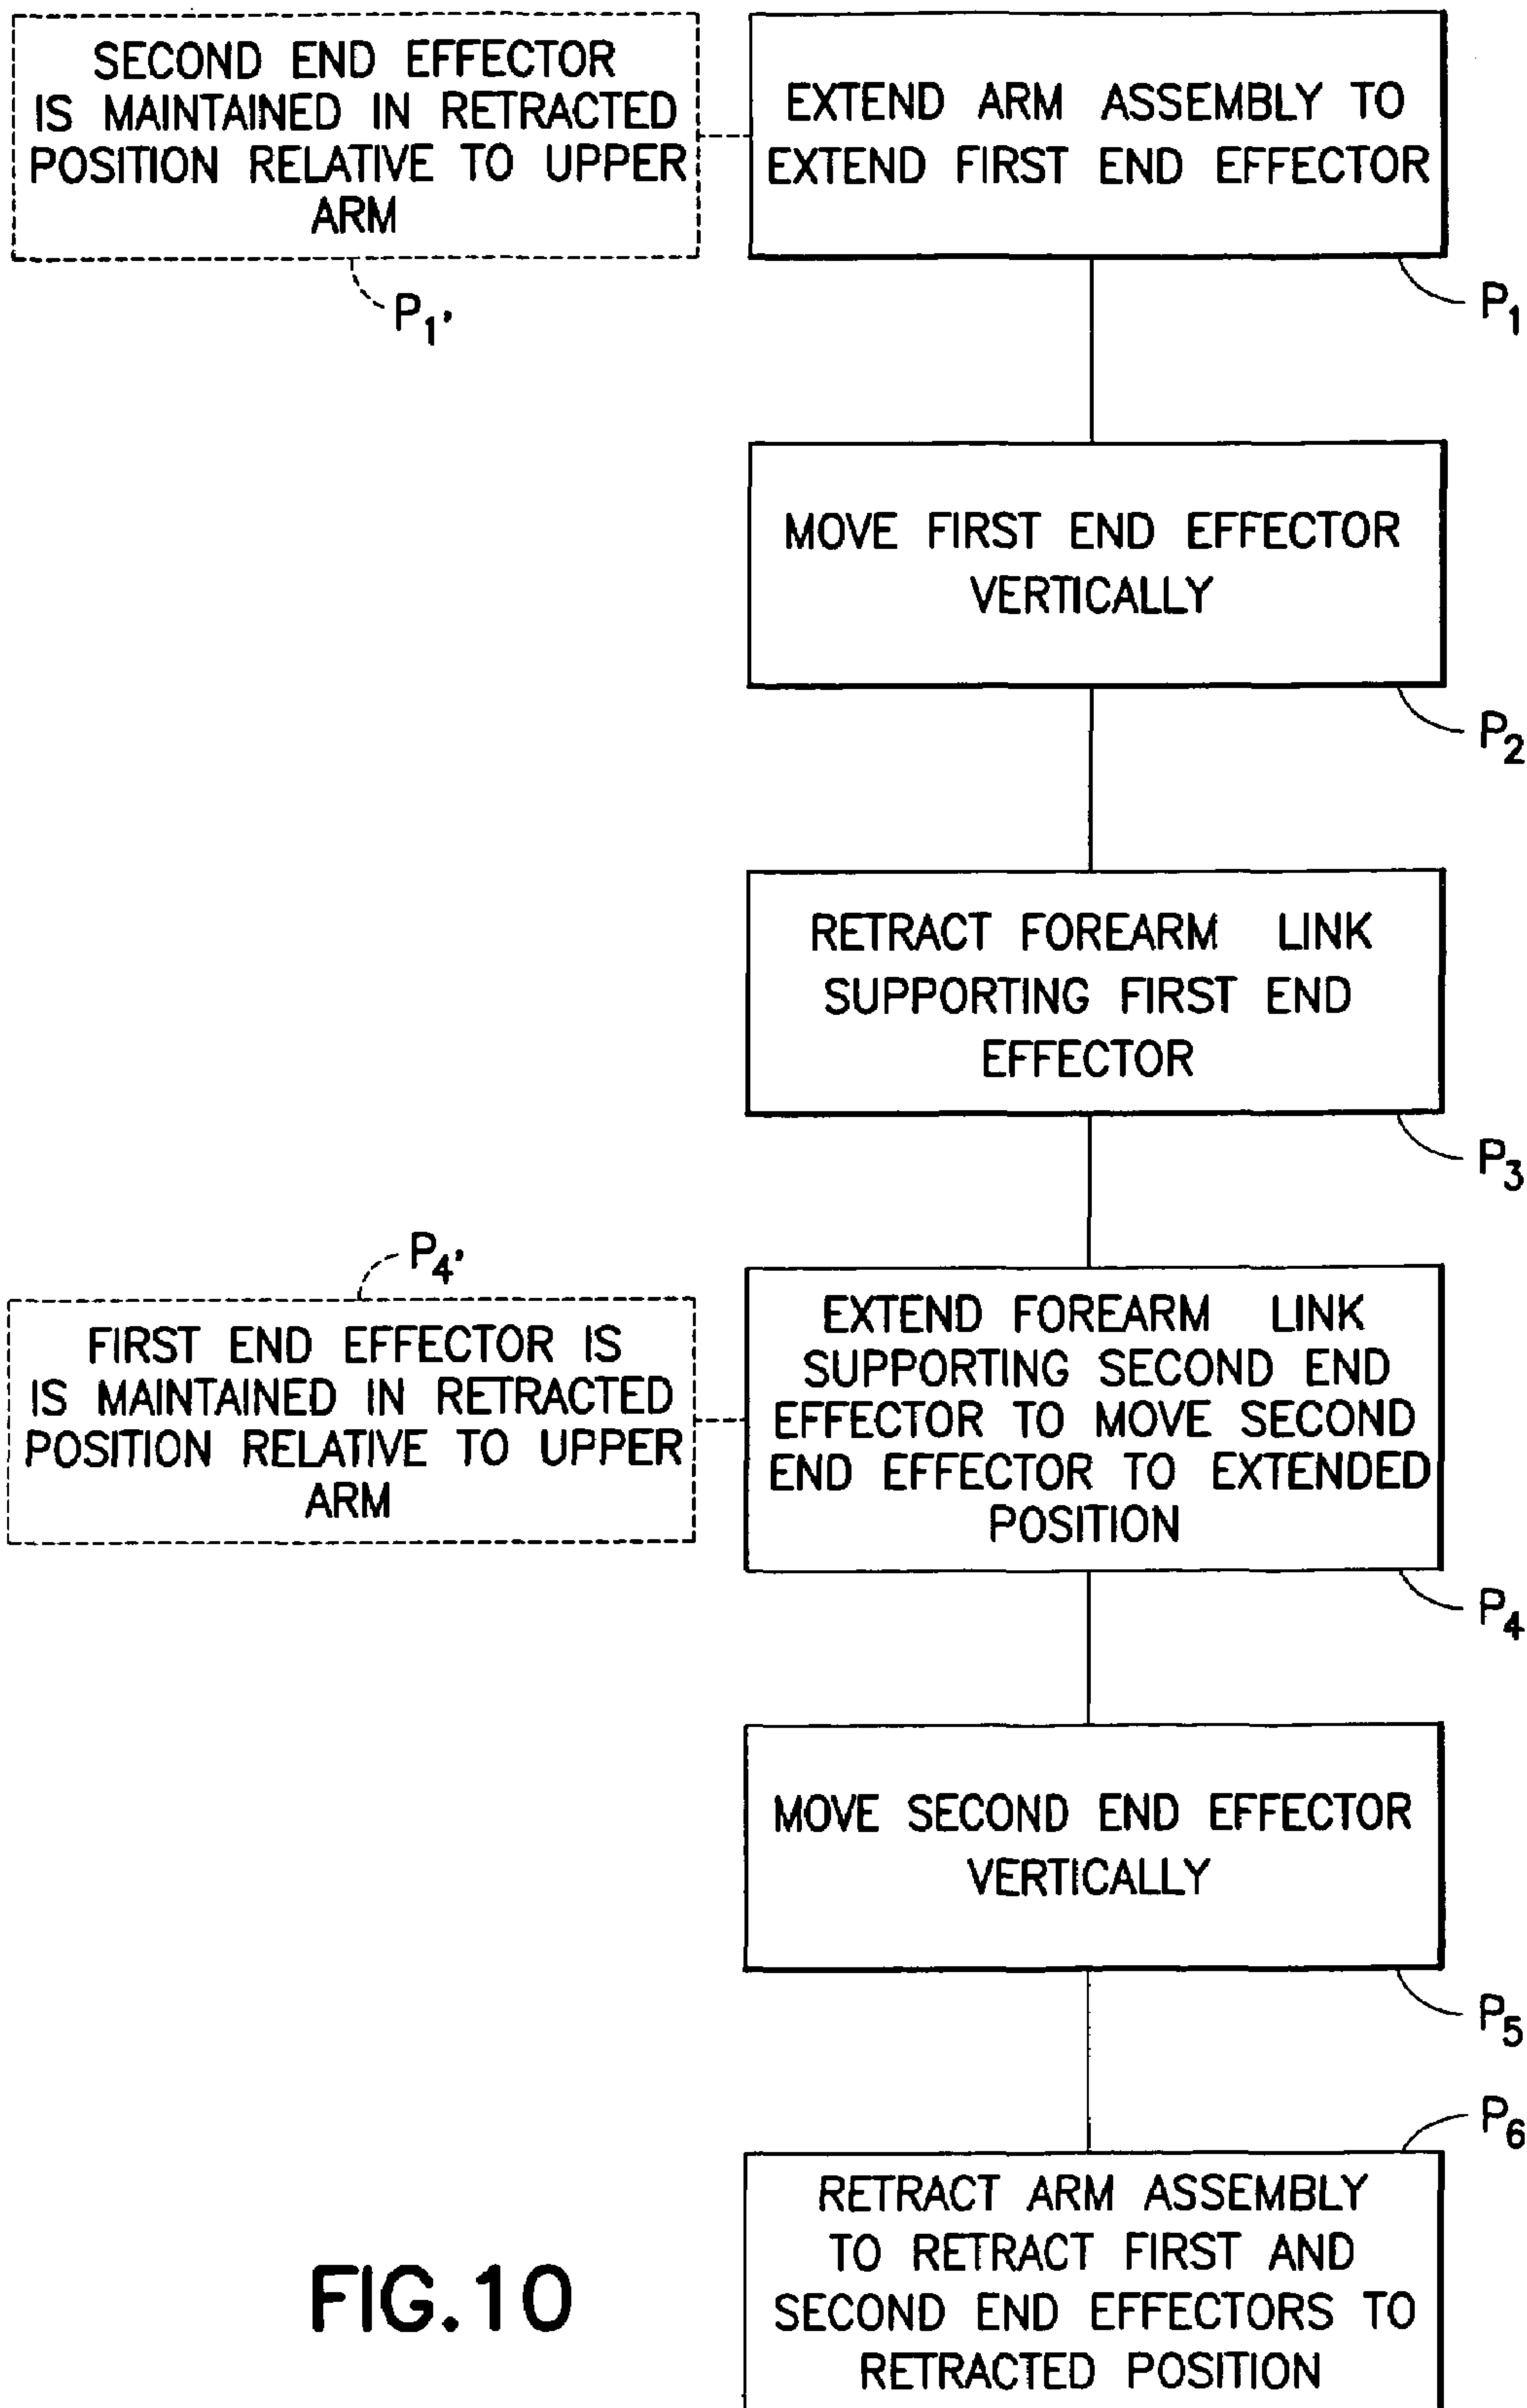 SECOND END EFFECTOR
IS MAINTAINED IN RETRACTED
POSITION RELATIVE TO UPPER
ARM
P1'
EXTEND ARM ASSEMBLY TO
EXTEND FIRST END EFFECTOR
P1
MOVE FIRST END EFFECTOR
VERTICALLY
P2
RETRACT FOREARM LINK
SUPPORTING FIRST END
EFFECTOR
P3
P4'
FIRST END EFFECTOR IS
IS MAINTAINED IN RETRACTED
POSITION RELATIVE TO UPPER
ARM
EXTEND FOREARM LINK
SUPPORTING SECOND END
EFFECTOR TO MOVE SECOND
END EFFECTOR TO EXTENDED
POSITION
P4
MOVE SECOND END EFFECTOR
VERTICALLY
P5
P6
RETRACT ARM ASSEMBLY
TO RETRACT FIRST AND
SECOND END EFFECTORS TO
RETRACTED POSITION
FIG.10